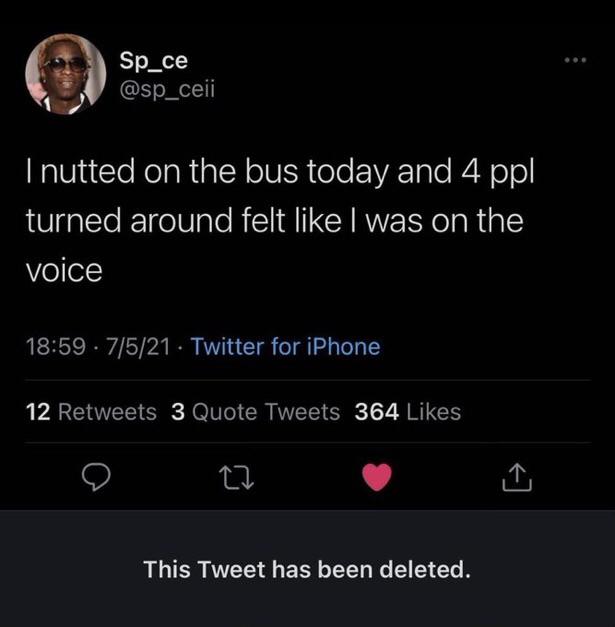 Sp_ce
@sp_ceii
I nutted on the bus today and 4 ppl
turned around felt like I was on the
voice
18:59 · 7/5/21 · Twitter for iPhone
12 Retweets 3 Quote Tweets 364 Likes
This Tweet has been deleted.